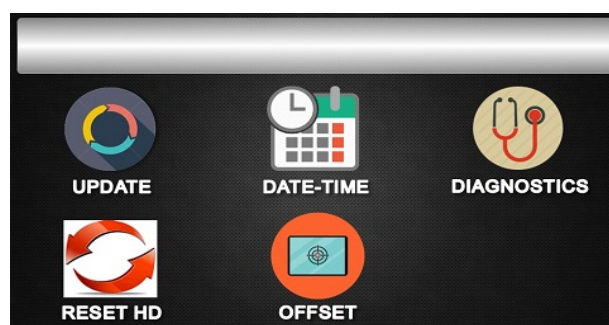 UPDATE
DATE-TIME
DIAGNOSTICS
RESET HD
OFFSET